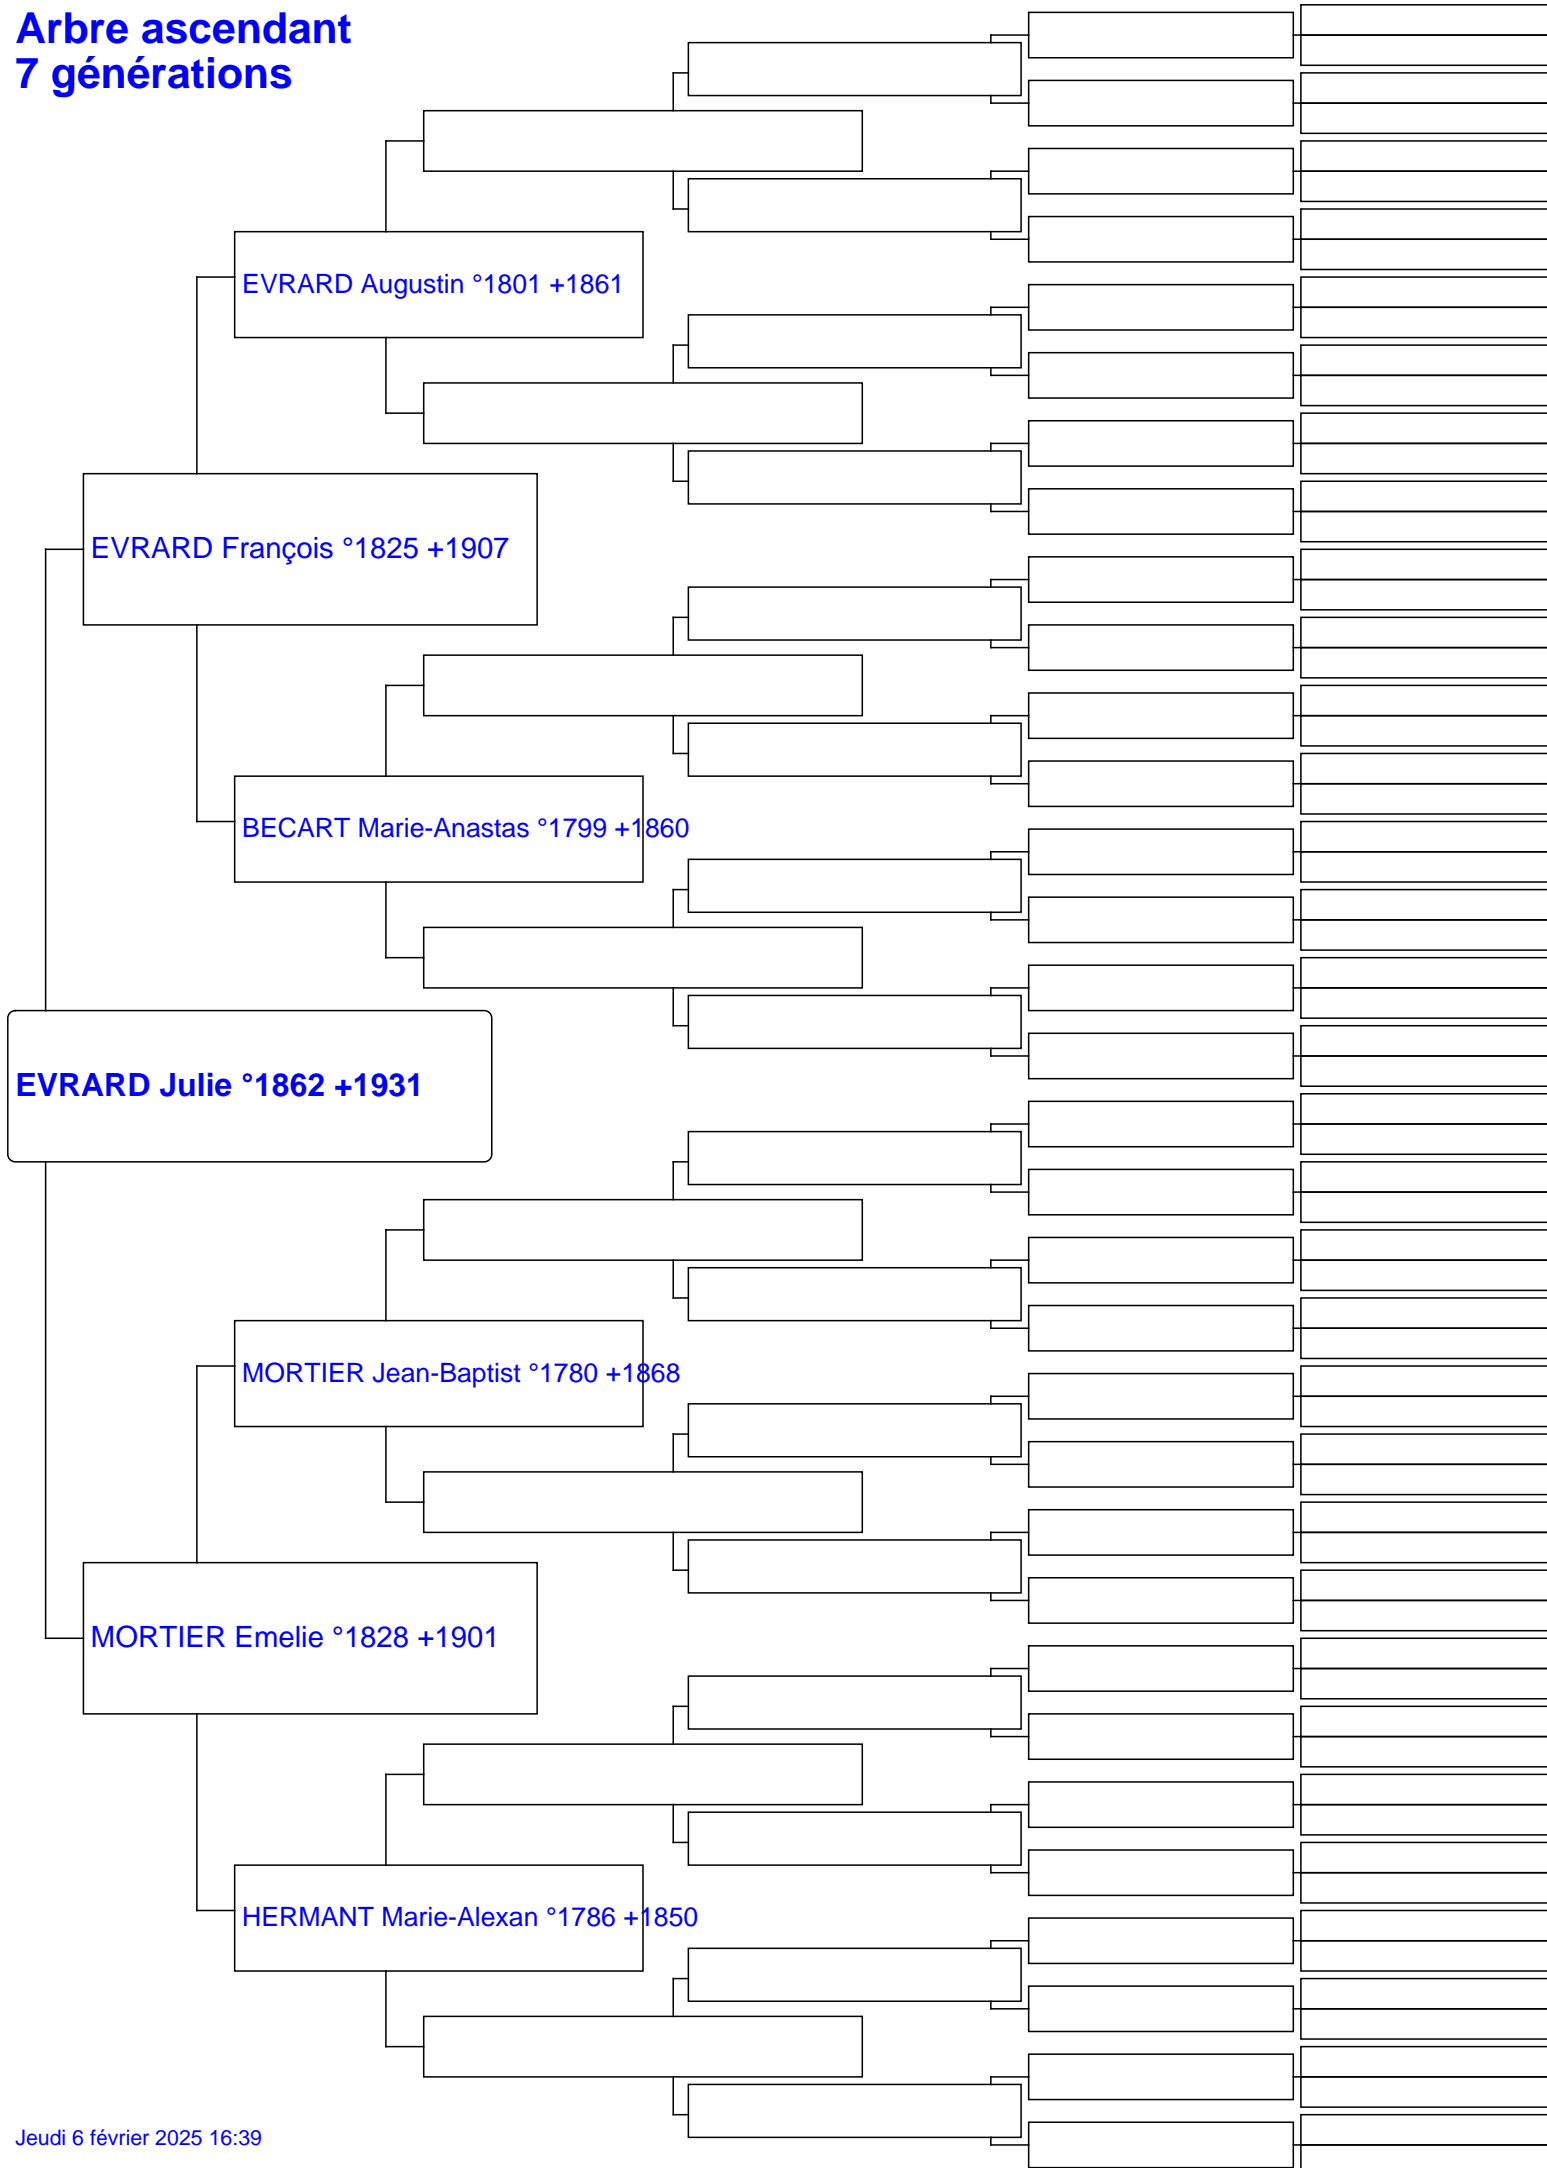 Arbre ascendant
7 générations
EVRARD Augustin °1801 +1861
EVRARD François °1825 +1907
BECART Marie-Anastas °1799 +1860
EVRARD Julie °1862 +1931
MORTIER Jean-Baptist °1780 +1868
MORTIER Emelie °1828 +1901
HERMANT Marie-Alexan °1786 +1850
Jeudi 6 février 2025 16:39